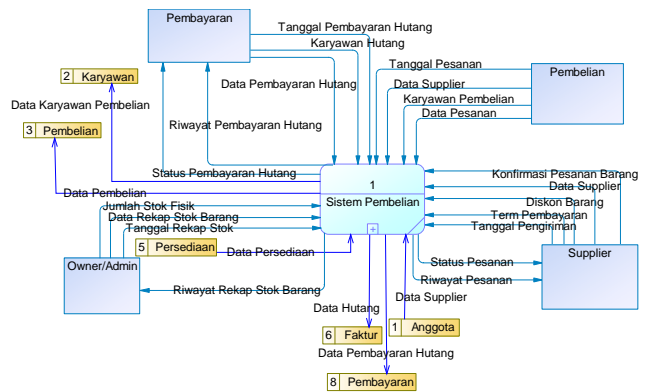 Pembayaran
Tanggal Pembayaran Hutang
Karyawan Hutang
Tanggal Pesanan
2 Karyawan
Data Pembayaran Hutang
Data Supplier
Pembelian
Data Karyawan Pembelian
Karyawan Pembelian
Data Pesanan
3 Pembelian
Riwayat Pembayaran Hutang
Status Pembayaran Hutang
Konfirmasi Pesanan Barang
1
Data Supplier
Data Pembelian
Sistem Pembelian
Diskon Barang
Jumlah Stok Fisik
Data Rekap Stok Barang
Term Pembayaran
Tanggal Rekap Stok
Tanggal Pengiriman
5 Persediaan
Data Persediaan
Supplier
Owner/Admin
Status Pesanan
Riwayat Pesanan
Riwayat Rekap Stok Barang
Data Supplier
Data Hutang
6 Faktur
1 Anggota
Data Pembayaran Hutang
8 Pembayaran